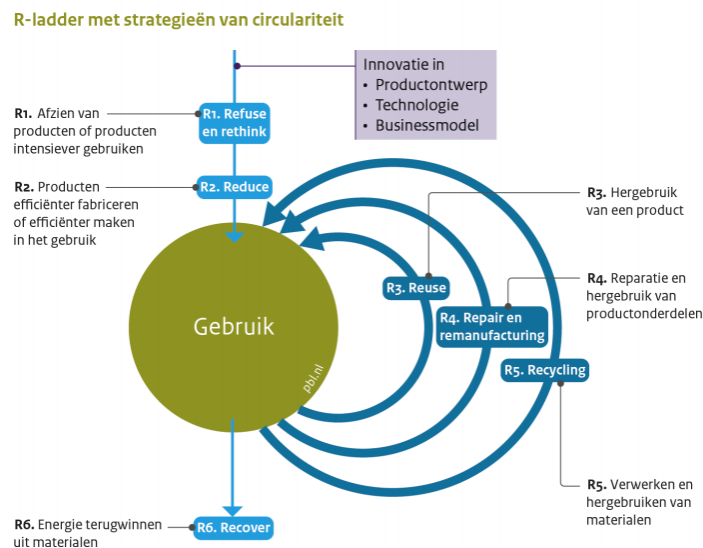 R-ladder met strategieën van circulariteit
Innovatie in
• Productontwerp
• Technologie
• Businessmodel
R1. Afzien van
producten of producten
intensiever gebruiken
R1. Refuse
en rethink
R2. Producten
efficiënter fabriceren
of efficiënter maken
in het gebruik
R2. Reduce
R3. Hergebruik
van een product
R3. Reuse
R4. Reparatie en
hergebruik van
productonderdelen
R4. Repair en
remanufacturing
Gebruik
pbl.nl
R5. Recycling
R5. Verwerken en
hergebruiken van
materialen
R6. Energie terugwinnen
uit materialen
R6. Recover